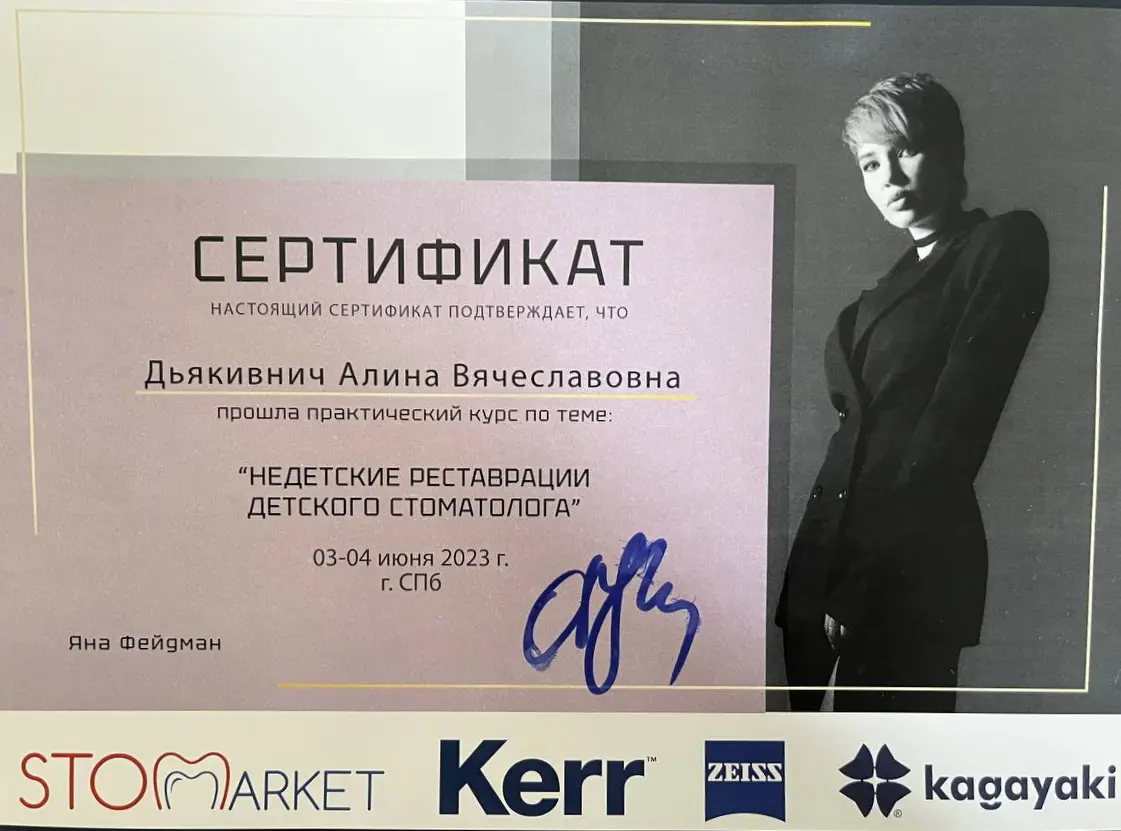 СЕРТИФИКАТ
НАСТОЯЩИЙ СЕРТИФИКАТ ПОДТВЕРЖДАЕТ, ЧТО
Дьякивнич Алина Вячеславовна
прошла практический курс по теме:
“НЕДЕТСКИЕ РЕСТАВРАЦИИ
ДЕТСКОГО СТОМАТОЛОГА”
03-04 июня 2023 г.
г. СПб
Яна Фейдман
STOMARKET
Kerr™
ZEISS
kagayaki